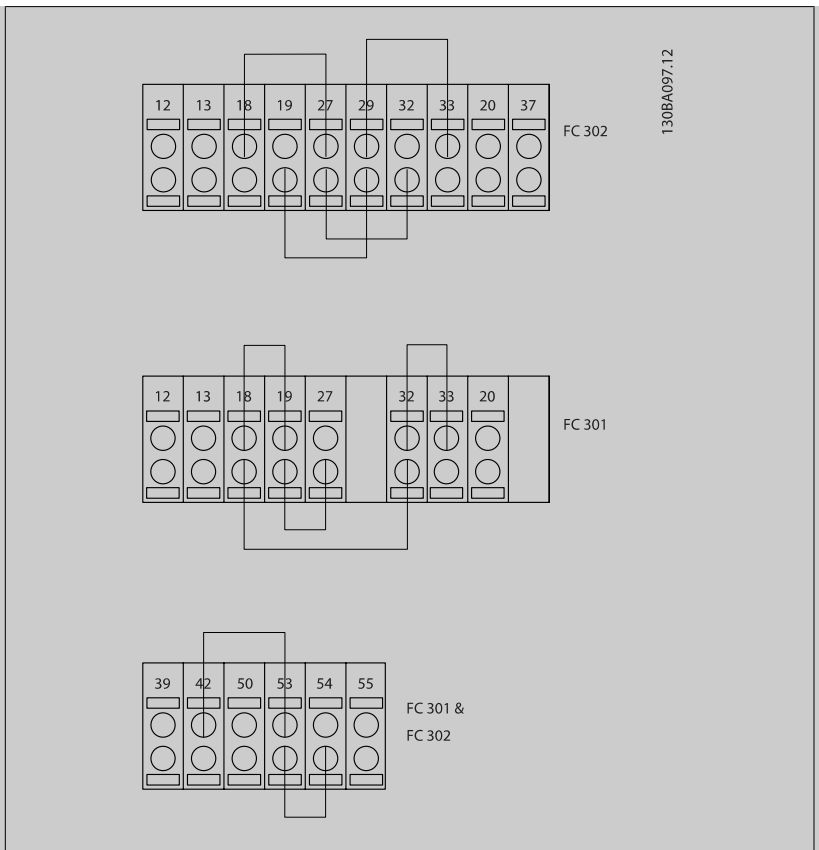 130BA097.12
12 13 18 19 27 29 32 33 20 37
FC 302
12 13 18 19 27 32 33 20
FC 301
39 42 50 53 54 55
FC 301 &
FC 302